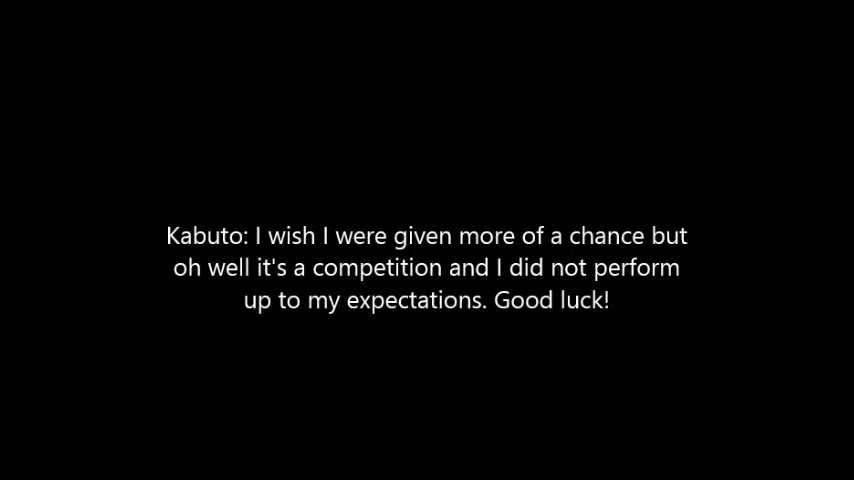 Kabuto: I wish I were given more of a chance but
oh well it's a competition and I did not perform
up to my expectations. Good luck!